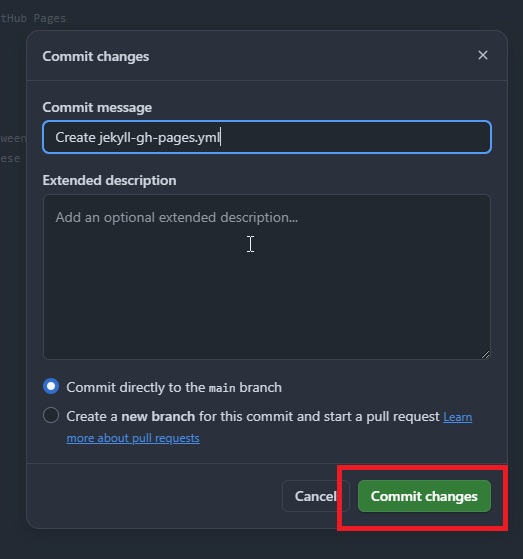 tHub Pages
Commit changes
ween
ese
Commit message
Create jekyll-gh-pages.yml
Extended description
Add an optional extended description...
Commit directly to the main branch
Create a new branch for this commit and start a pull request Learn
more about pull requests
Cancel
Commit changes